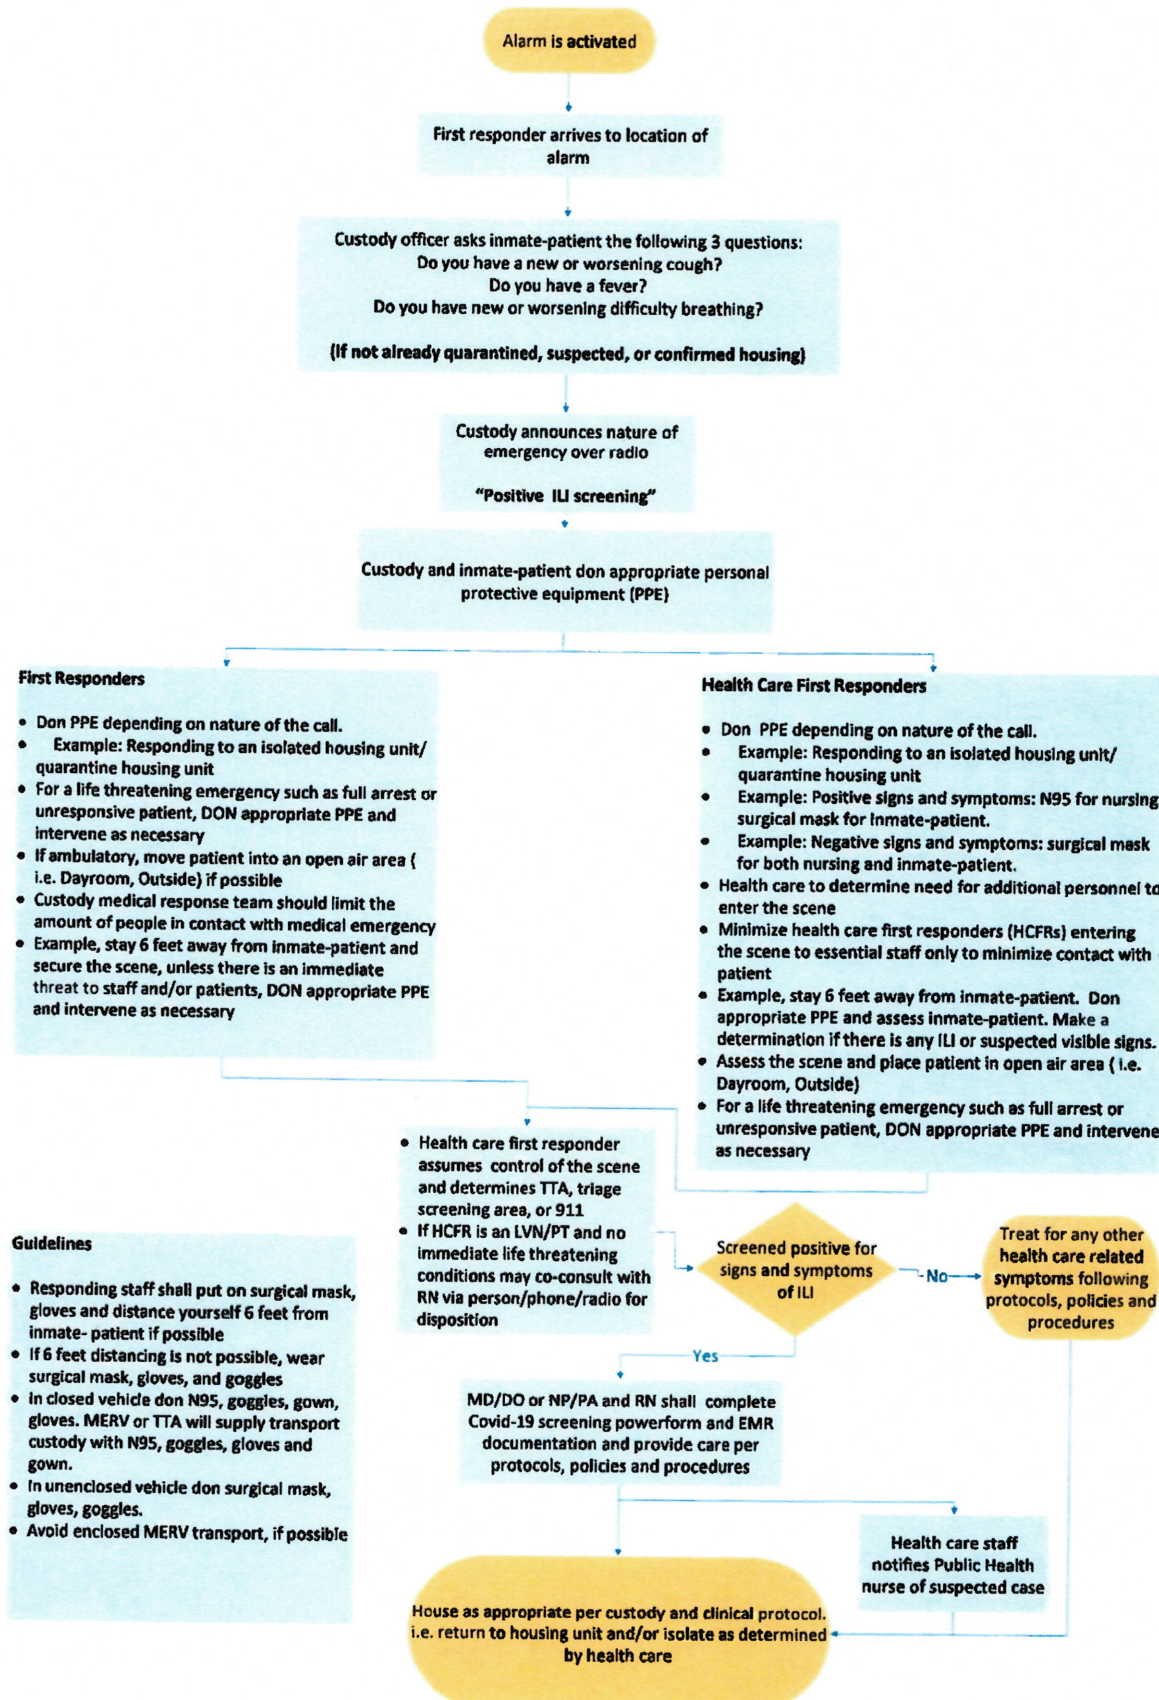 Alarm is activated
First responder arrives to location of
alarm
Custody officer asks inmate-patient the following 3 questions:
Do you have a new or worsening cough?
Do you have a fever?
Do you have new or worsening difficulty breathing?
(If not already quarantined, suspected, or confirmed housing)
Custody announces nature of
emergency over radio
“Positive ILI screening”
Custody and inmate-patient don appropriate personal
protective equipment (PPE)
First Responders
• Don PPE depending on nature of the call.
• Example: Responding to an isolated housing unit/
quarantine housing unit
• For a life threatening emergency such as full arrest or
unresponsive patient, DON appropriate PPE and
intervene as necessary
• If ambulatory, move patient into an open air area (
i.e. Dayroom, Outside) if possible
• Custody medical response team should limit the
amount of people in contact with medical emergency
• Example, stay 6 feet away from inmate-patient and
secure the scene, unless there is an immediate
threat to staff and/or patients, DON appropriate PPE
and intervene as necessary
Health Care First Responders
• Don PPE depending on nature of the call.
• Example: Responding to an isolated housing unit/
quarantine housing unit
• Example: Positive signs and symptoms: N95 for nursing
surgical mask for inmate-patient.
• Example: Negative signs and symptoms: surgical mask
for both nursing and inmate-patient.
• Health care to determine need for additional personnel to
enter the scene
• Minimize health care first responders (HCFRs) entering
the scene to essential staff only to minimize contact with
patient
• Example, stay 6 feet away from inmate-patient. Don
appropriate PPE and assess inmate-patient. Make a
determination if there is any ILI or suspected visible signs.
• Assess the scene and place patient in open air area ( i.e.
Dayroom, Outside)
• For a life threatening emergency such as full arrest or
unresponsive patient, DON appropriate PPE and intervene
as necessary
• Health care first responder
assumes control of the scene
and determines TTA, triage
screening area, or 911
• If HCFR is an LVN/PT and no
immediate life threatening
conditions may co-consult with
RN via person/phone/radio for
disposition
Screened positive for
signs and symptoms
of ILI
No
Treat for any other
health care related
symptoms following
protocols, policies and
procedures
Yes
MD/DO or NP/PA and RN shall complete
Covid-19 screening powerform and EMR
documentation and provide care per
protocols, policies and procedures
Health care staff
notifies Public Health
nurse of suspected case
House as appropriate per custody and clinical protocol.
i.e. return to housing unit and/or isolate as determined
by health care
Guidelines
• Responding staff shall put on surgical mask,
gloves and distance yourself 6 feet from
inmate- patient if possible
• If 6 feet distancing is not possible, wear
surgical mask, gloves, and goggles
• In closed vehicle don N95, goggles, gown,
gloves. MERV or TTA will supply transport
custody with N95, goggles, gloves and
gown.
• In unenclosed vehicle don surgical mask,
gloves, goggles.
• Avoid enclosed MERV transport, if possible